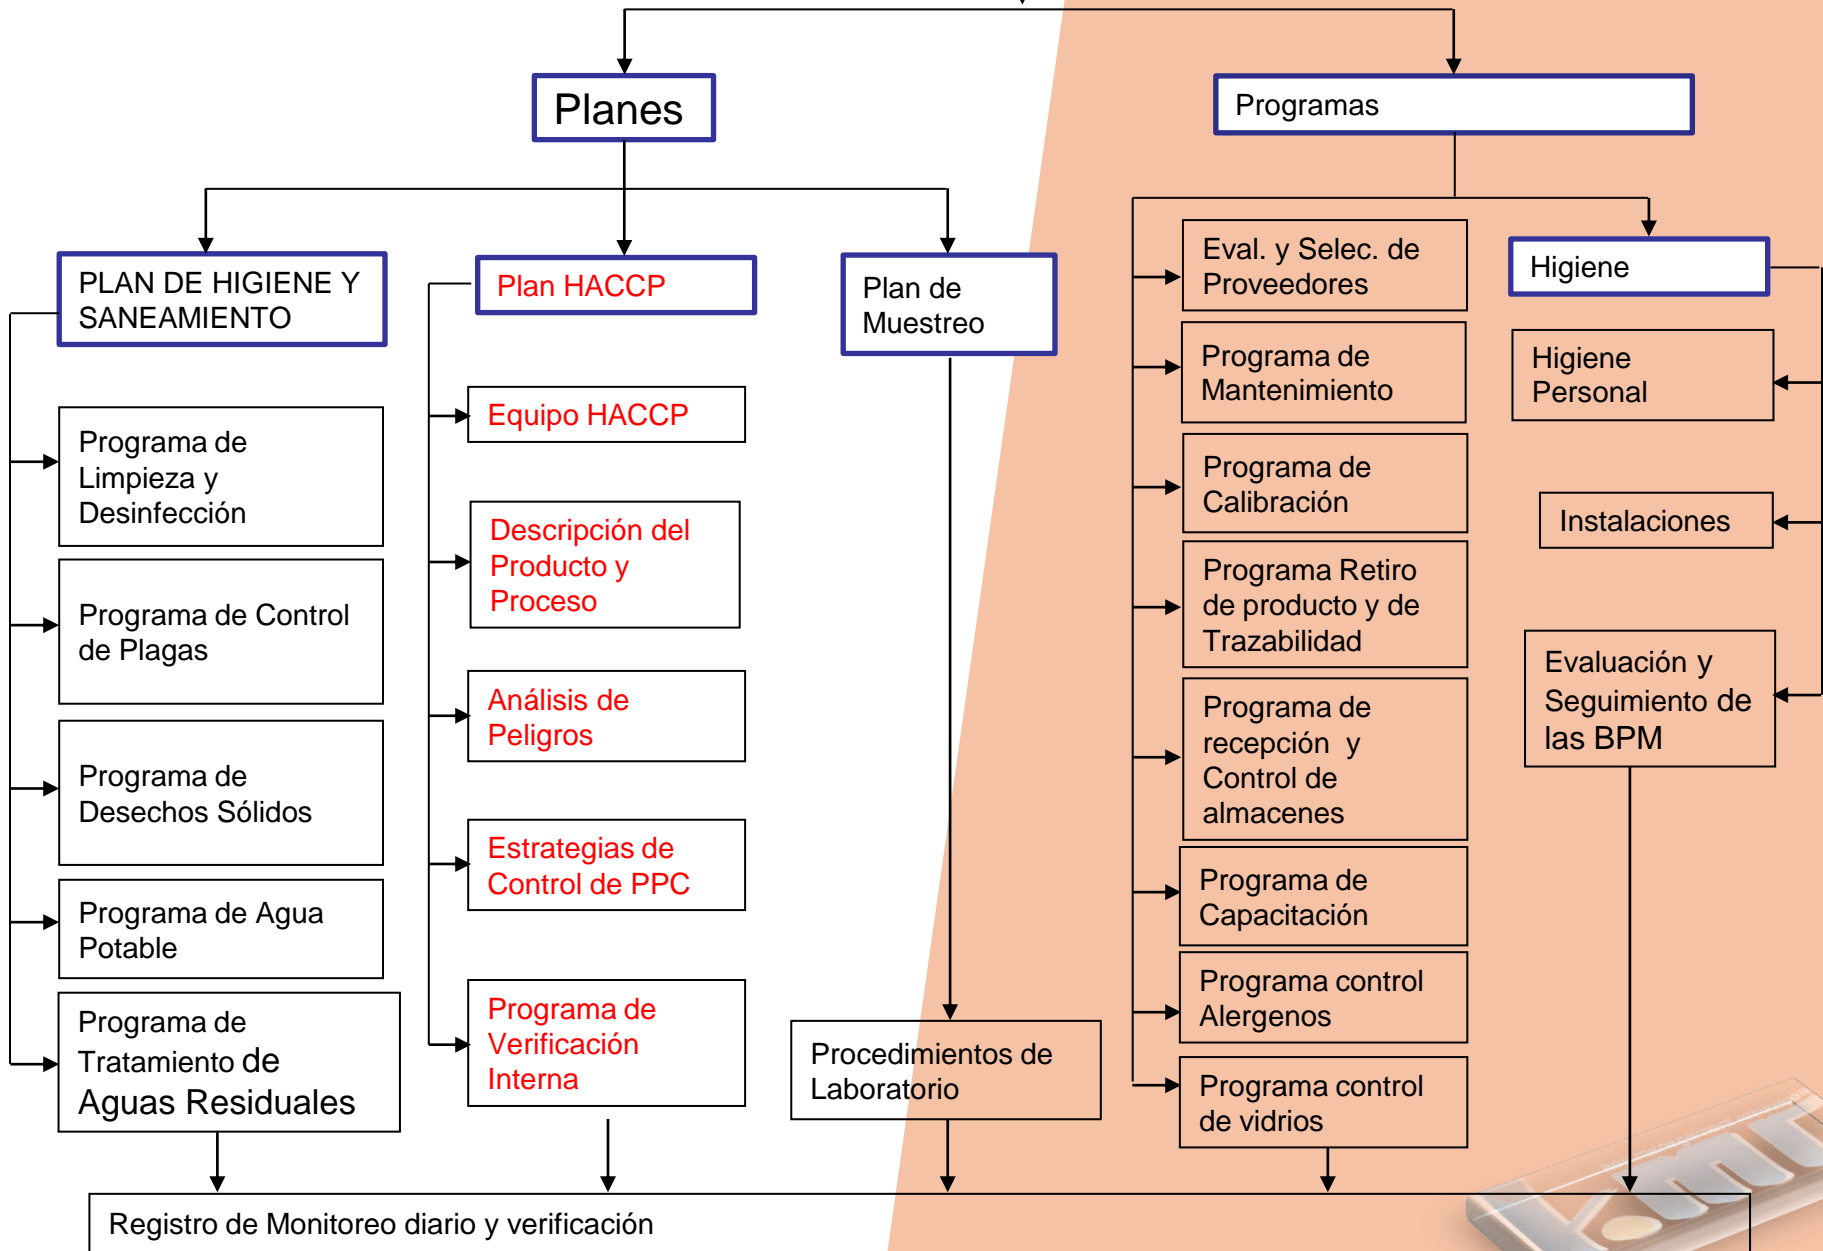 Planes
Programas
PLAN DE HIGIENE Y
SANEAMIENTO
Programa de
Limpieza y
Desinfección
Programa de Control
de Plagas
Programa de
Desechos Sólidos
Programa de Agua
Potable
Programa de
Tratamiento de
Aguas Residuales
Plan HACCP
Equipo HACCP
Descripción del
Producto y
Proceso
Análisis de
Peligros
Estrategias de
Control de PPC
Programa de
Verificación
Interna
Plan de
Muestreo
Procedimientos de
Laboratorio
Eval. y Selec. de
Proveedores
Programa de
Mantenimiento
Programa de
Calibración
Programa Retiro
de producto y de
Trazabilidad
Programa de
recepción y
Control de
almacenes
Programa de
Capacitación
Programa control
Alergenos
Programa control
de vidrios
Higiene
Higiene
Personal
Instalaciones
Evaluación y
Seguimiento de
las BPM
Registro de Monitoreo diario y verificación